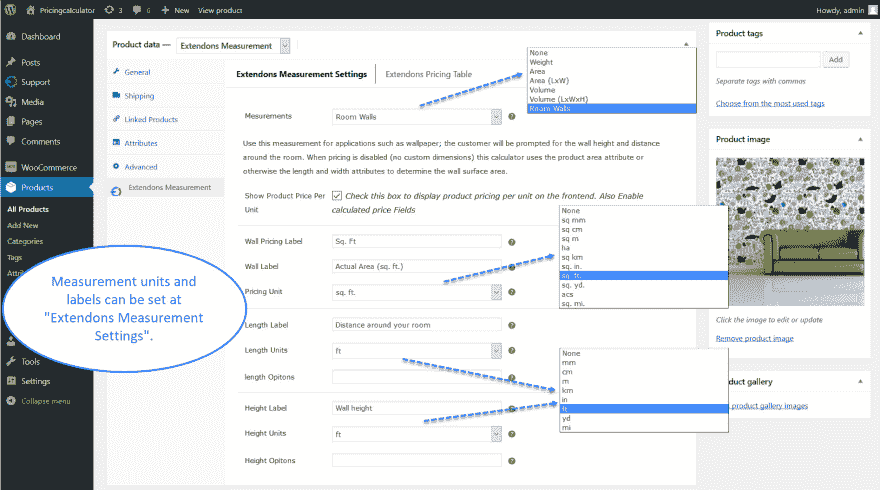 Pricingcalculator 3 6 New View product Howdy, admin
Dashboard
Posts
Support
Media
Pages
Comments
WooCommerce
Products
All Products
Add New
Categories
Tags
Tools
Settings
Collapse menu
Measurement units and
labels can be set at
"Extendons Measurement
Settings".
Product data — Extendons Measurement
General
Shipping
Linked Products
Attributes
Advanced
Extendons Measurement
Extendons Measurement Settings Extendons Pricing Table
Mesurements Room Walls
Use this measurement for applications such as wallpaper; the customer will be prompted for the wall height and distance
around the room. When pricing is disabled (no custom dimensions) this calculator uses the product area attribute or
otherwise the length and width attributes to determine the wall surface area.
Show Product Price Per
Unit
Check this box to display product pricing per unit on the frontend. Also Enable
calculated price Fields
Wall Pricing Label Sq. Ft
Wall Label Actual Area (sq. ft.)
Pricing Unit sq. ft.
Length Label Distance around your room
Length Units ft
length Opitons
Height Label Wall height
Height Units ft
Height Opitons
None
Weight
Area
Area (LxW)
Volume
Volume (LxWxH)
Room Walls
None
sq mm
sq cm
sq m
ha
sq km
sq. in.
sq. ft.
sq. yd.
acs
sq. mi.
None
mm
cm
m
km
in
ft
yd
mi
Product tags
Add
Separate tags with commas
Choose from the most used tags
Product image
Click the image to edit or update
Remove product image
duct gallery
product gallery images